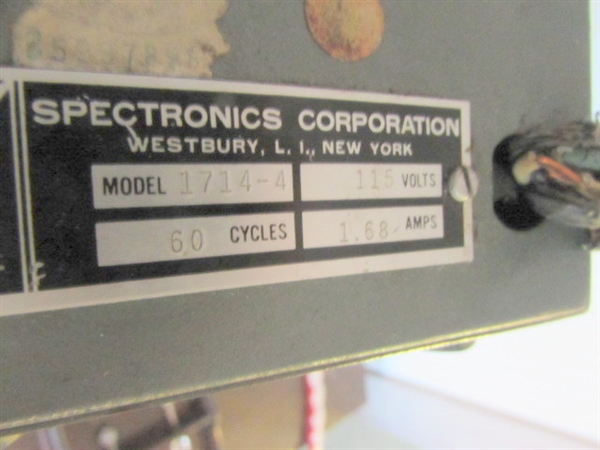 SPECTRONICS CORPORATION
WESTBURY, L. I., NEW YORK
MODEL 1714-4 115 VOLTS
60 CYCLES 1.68 AMPS